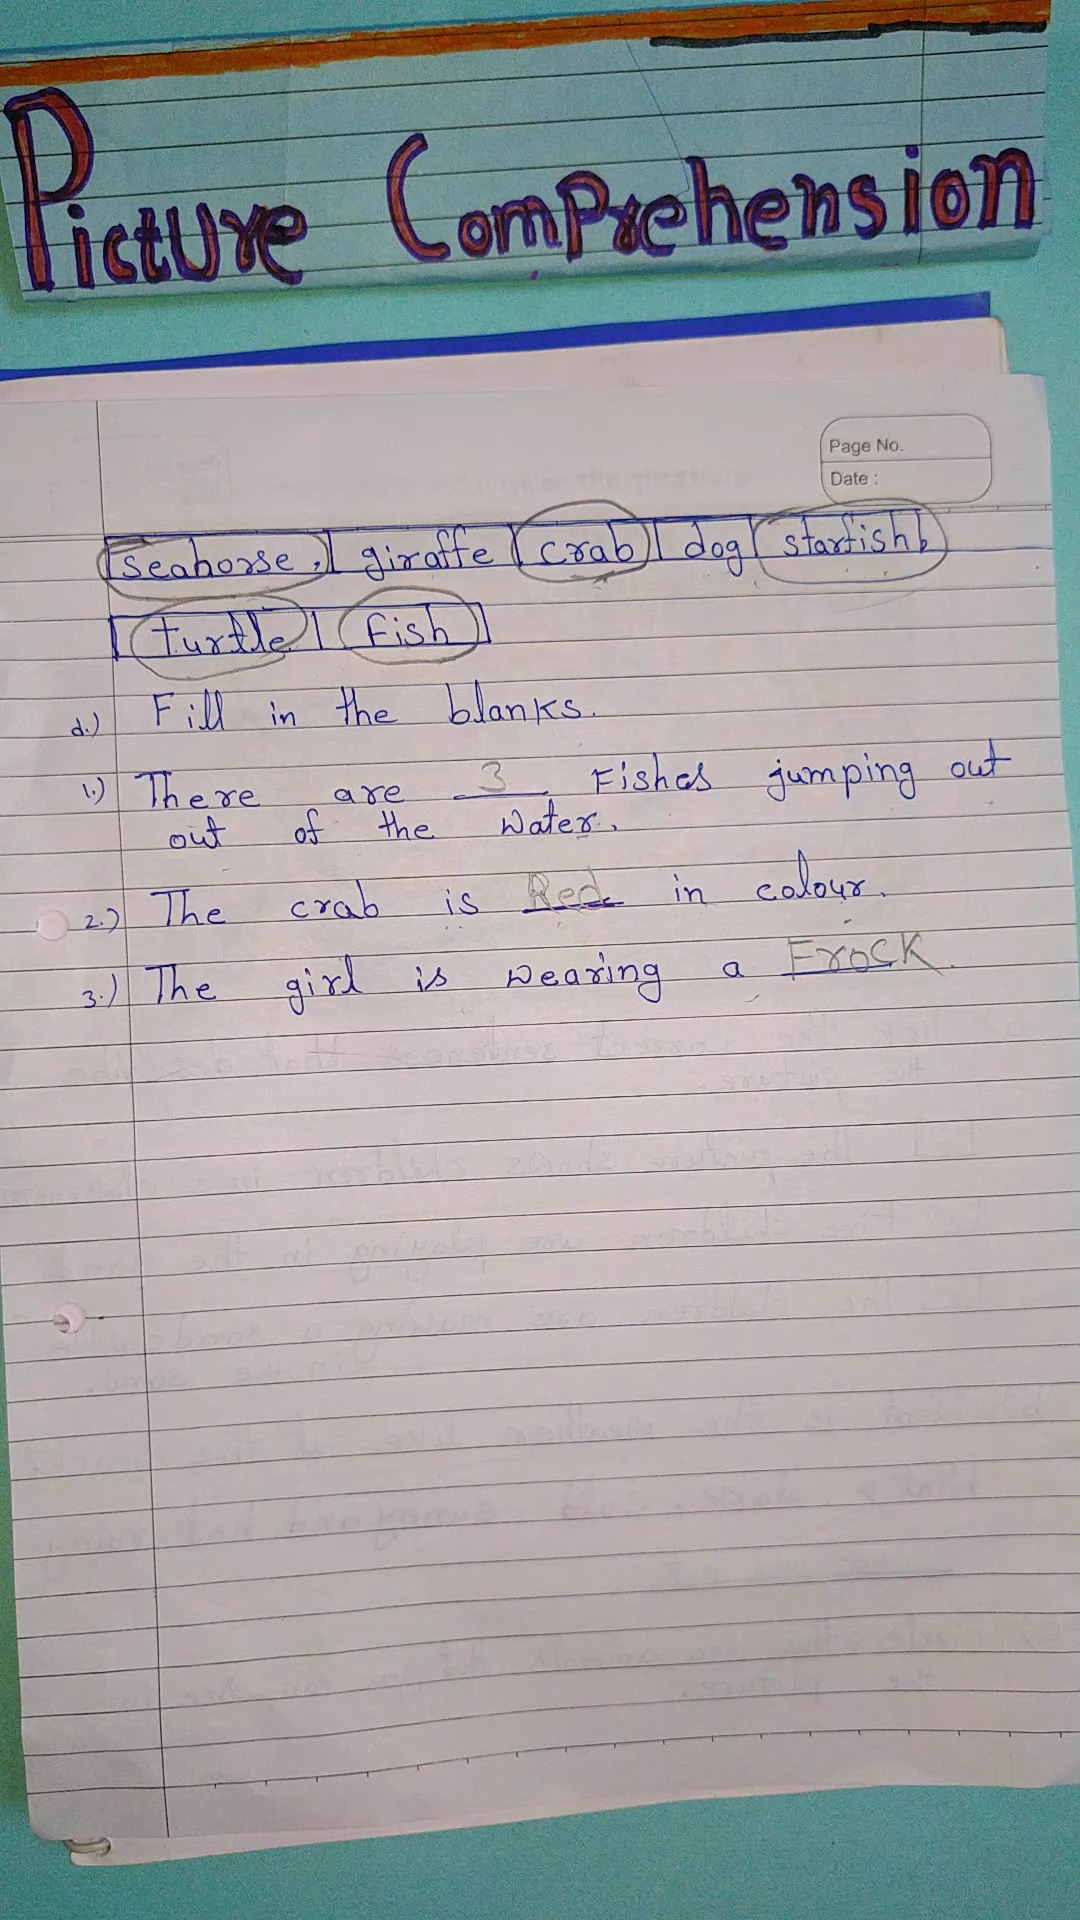 Picture Comprehension
Page No.
Date :
seahorse, giraffe crab dog starfish
turtle Fish
d.) Fill in the blanks.
1.) There are 3 Fishes jumping out
out of the water.
2.) The crab is Red in colour.
3.) The girl is wearing a Frock.